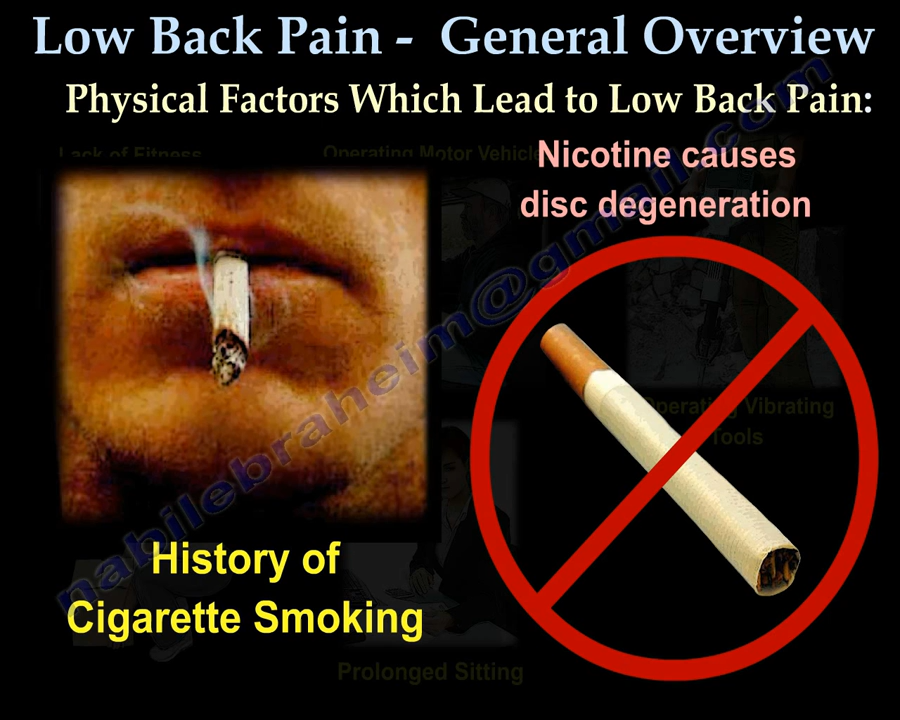 Low Back Pain - General Overview
Physical Factors Which Lead to Low Back Pain:
Lack of Fitness
Operating Motor Vehicle
Nicotine causes
disc degeneration
Operating Vibrating
Tools
History of
Cigarette Smoking
Prolonged Sitting
nabilebraheim@gmail.com